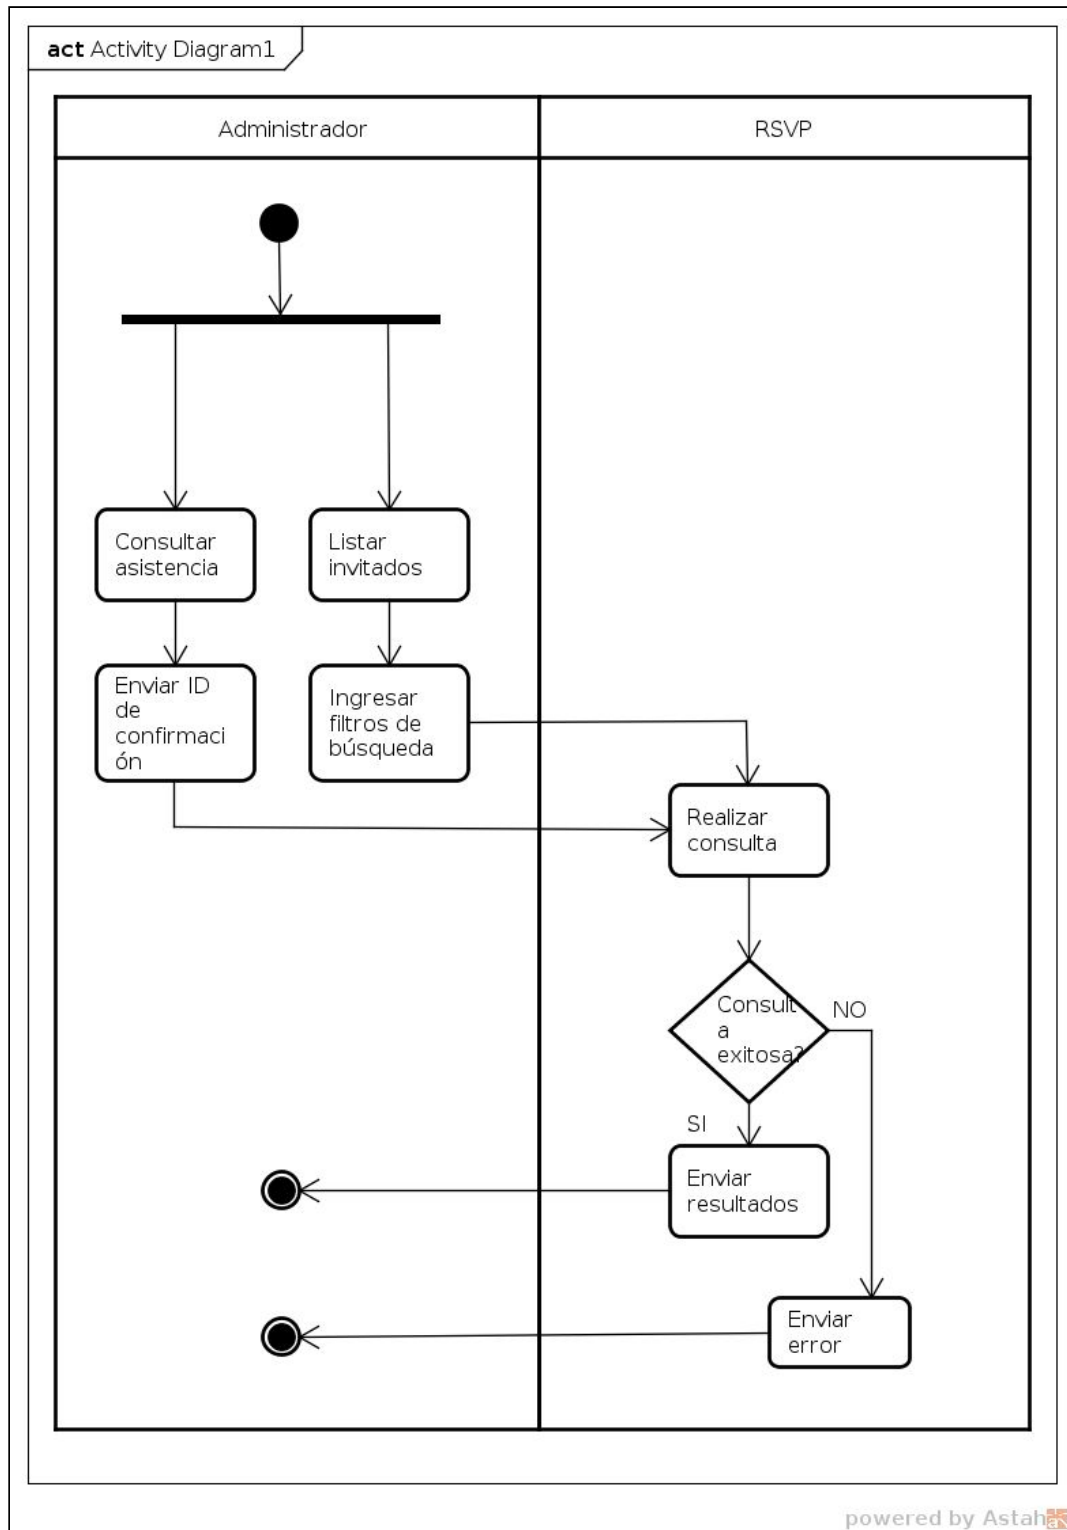 act Activity Diagram1
Administrador
RSVP
Consultar
asistencia
Listar
invitados
Enviar ID
de
confirmaci
ón
Ingresar
filtros de
búsqueda
Realizar
consulta
Consult
a
exitosa?
NO
SI
Enviar
resultados
Enviar
error
powered by Astah